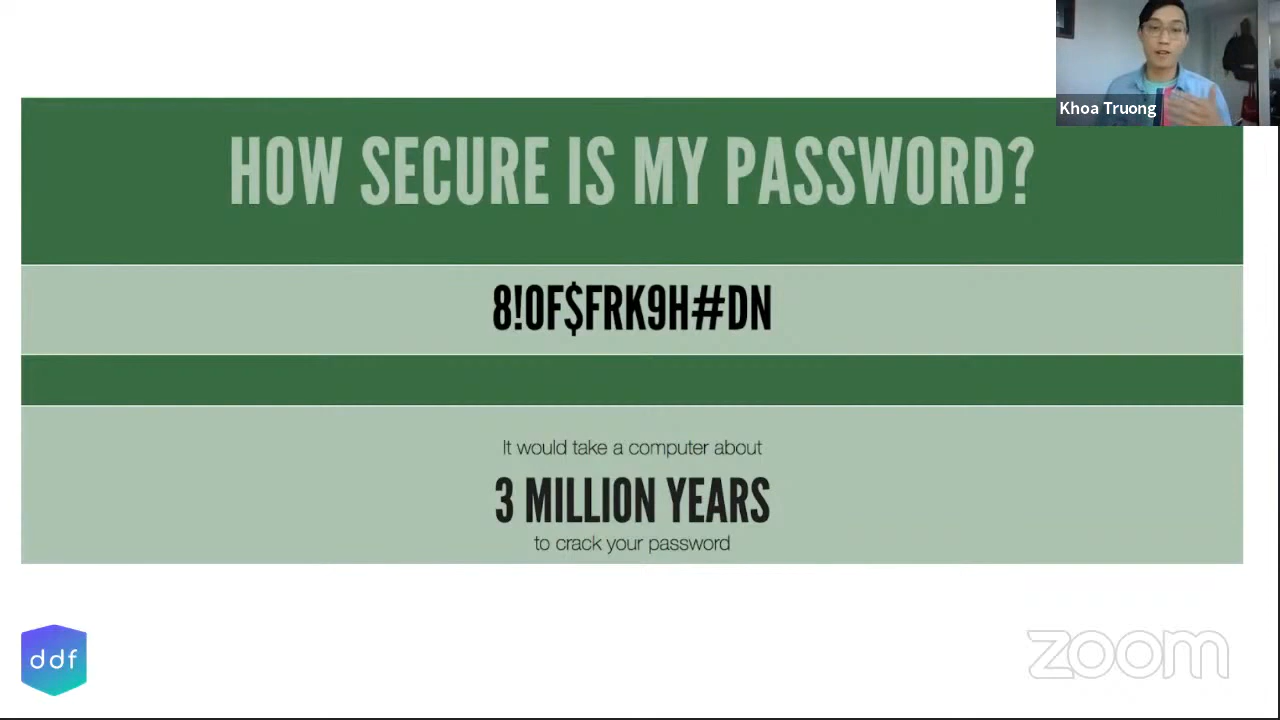 Khoa Truong
HOW SECURE IS MY PASSWORD?
8!0F$FRK9H#DN
It would take a computer about
3 MILLION YEARS
to crack your password
ddf
zoom